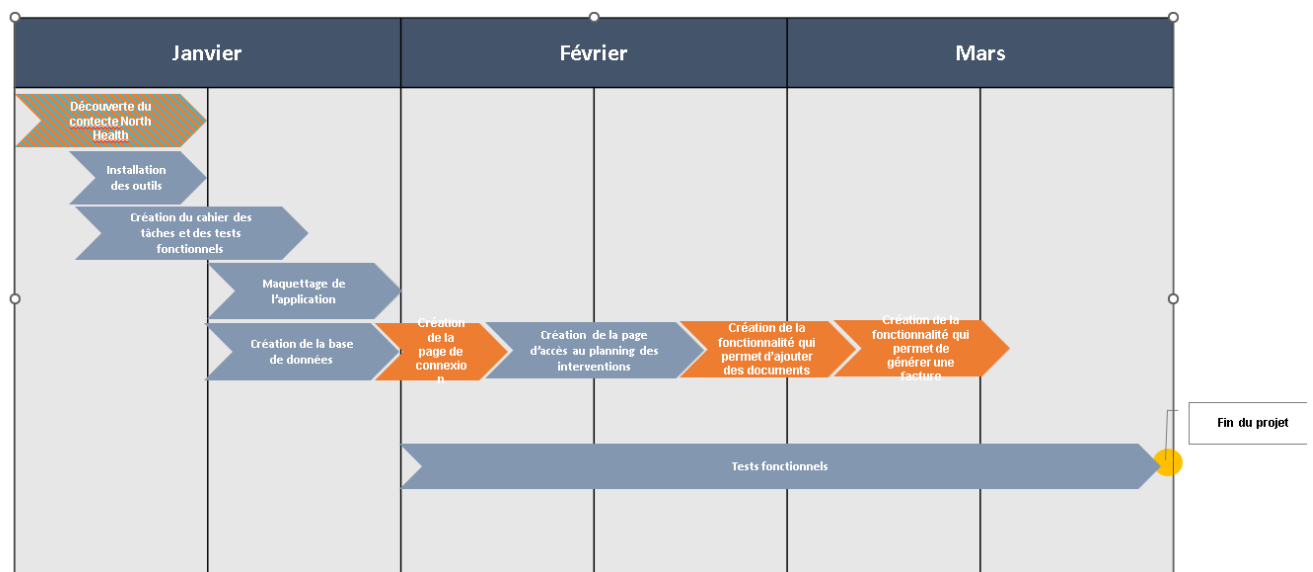 Janvier
Février
Mars
Découverte du
contecte North
Health
Installation
des outils
Création du cahier des
tâches et des tests
fonctionnels
Maquettage de
l'application
Création de la base
de données
Création
de la
page de
connexio
n
Création de la page
d'accès au planning des
interventions
Création de la
fonctionnalité qui
permet d'ajouter
des documents
Création de la
fonctionnalité qui
permet de
générer une
facture
Fin du projet
Tests fonctionnels